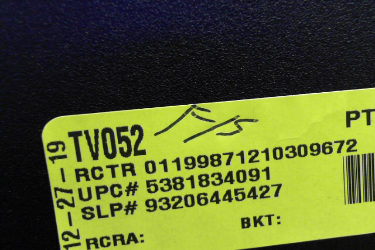 12-27-19
TV052
PT
RCTR 01199871210309672
UPC# 5381834091
SLP# 93206445427
RCRA:
BKT: